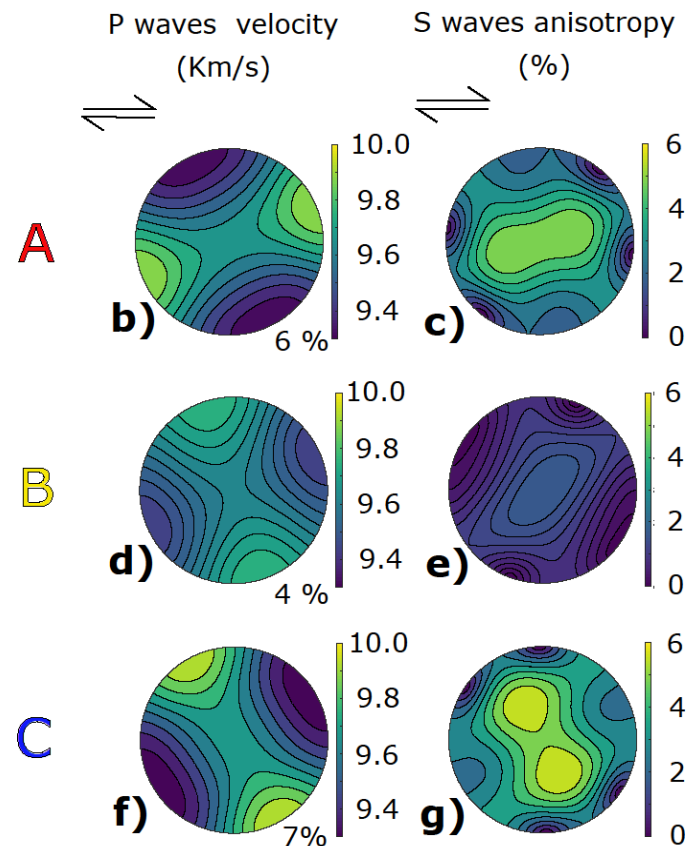 P waves velocity
(Km/s)
S waves anisotropy
(%)
A
b)
6 %
10.0
9.8
9.6
9.4
c)
6
4
2
0
B
d)
4 %
10.0
9.8
9.6
9.4
e)
6
4
2
0
C
f)
7%
10.0
9.8
9.6
9.4
g)
6
4
2
0